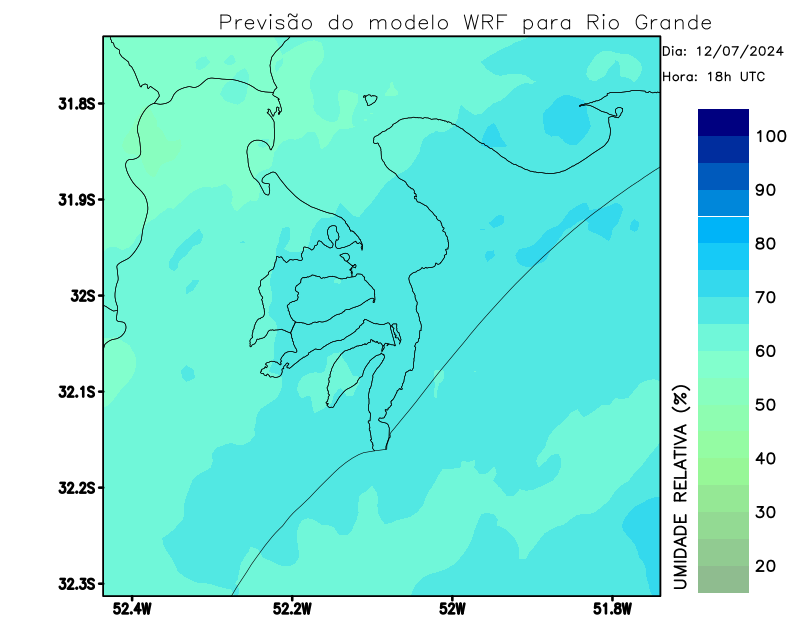 Previsão do modelo WRF para Rio Grande
Dia: 12/07/2024
Hora: 18h UTC
31.8S
31.9S
32S
32.1S
32.2S
32.3S
52.4W
52.2W
52W
51.8W
100
90
80
70
60
50
40
30
20
UMIDADE RELATIVA (%)